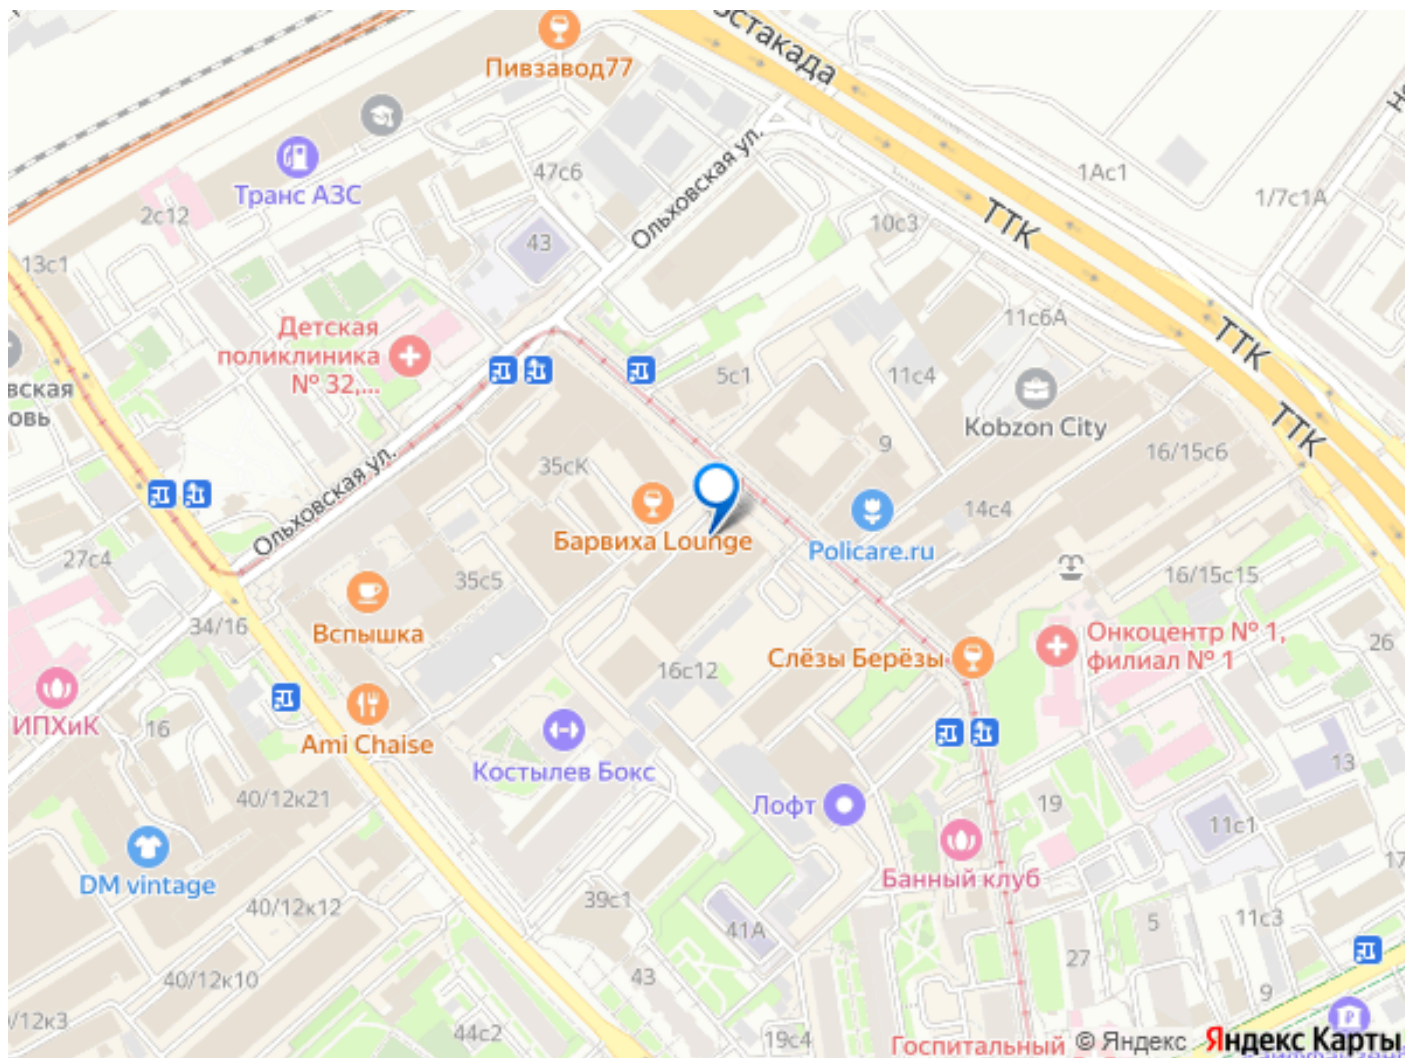 Эстакада
Пивзавод77
Ольховская ул.
1Ас1
1/7с1А
Транс АЗС
47с6
2с12
ТТК
10с3
43
13с1
11с6А
ТТК
Детская
поликлиника
№ 32,...
5с1
11с4
вская
овь
ТТК
Kobzon City
9
16/15с6
35сК
Ольховская ул.
14с4
Барвиха Lounge
Policare.ru
27с4
35с5
16/15с15
34/16
Вспышка
Онкоцентр № 1,
филиал № 1
26
Слёзы Берёзы
16с12
ИПХиК
16
Ami Chaise
Костылев Бокс
13
40/12к21
Лофт
19
11с1
DM vintage
Банный клуб
17
39с1
40/12к12
41А
5
11с3
27
40/12к10
43
9
/12к3
44с2
19с4
Госпитальный
© Яндекс
Яндекс Карты